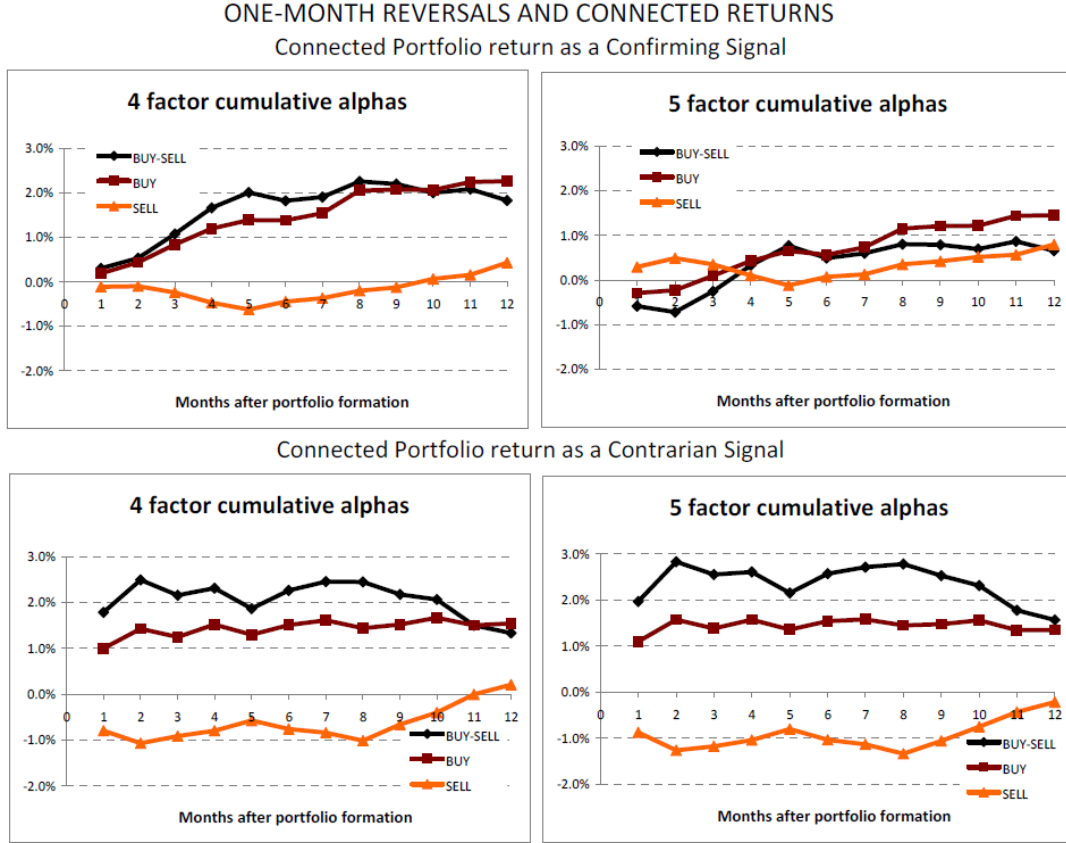 ONE-MONTH REVERSALS AND CONNECTED RETURNS
Connected Portfolio return as a Confirming Signal
4 factor cumulative alphas
3.0%
2.0%
1.0%
0.0%
-1.0%
-2.0%
BUY-SELL
BUY
SELL
0 1 2 3 4 5 6 7 8 9 10 11 12
Months after portfolio formation
5 factor cumulative alphas
3.0%
2.0%
1.0%
0.0%
-1.0%
-2.0%
BUY-SELL
BUY
SELL
0 1 2 3 4 5 6 7 8 9 10 11 12
Months after portfolio formation
Connected Portfolio return as a Contrarian Signal
4 factor cumulative alphas
3.0%
2.0%
1.0%
0.0%
-1.0%
-2.0%
0 1 2 3 4 5 6 7 8 9 10 11 12
BUY-SELL
BUY
SELL
Months after portfolio formation
5 factor cumulative alphas
3.0%
2.0%
1.0%
0.0%
-1.0%
-2.0%
0 1 2 3 4 5 6 7 8 9 10 11 12
BUY-SELL
BUY
SELL
Months after portfolio formation